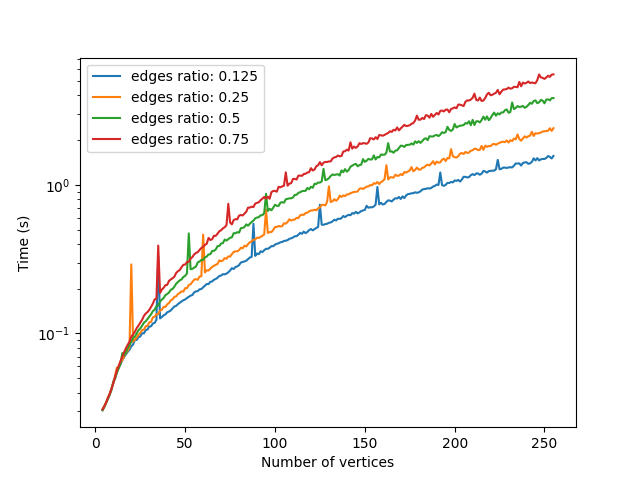 edges ratio: 0.125
edges ratio: 0.25
edges ratio: 0.5
edges ratio: 0.75
10⁰
10⁻¹
Time (s)
0 50 100 150 200 250
Number of vertices